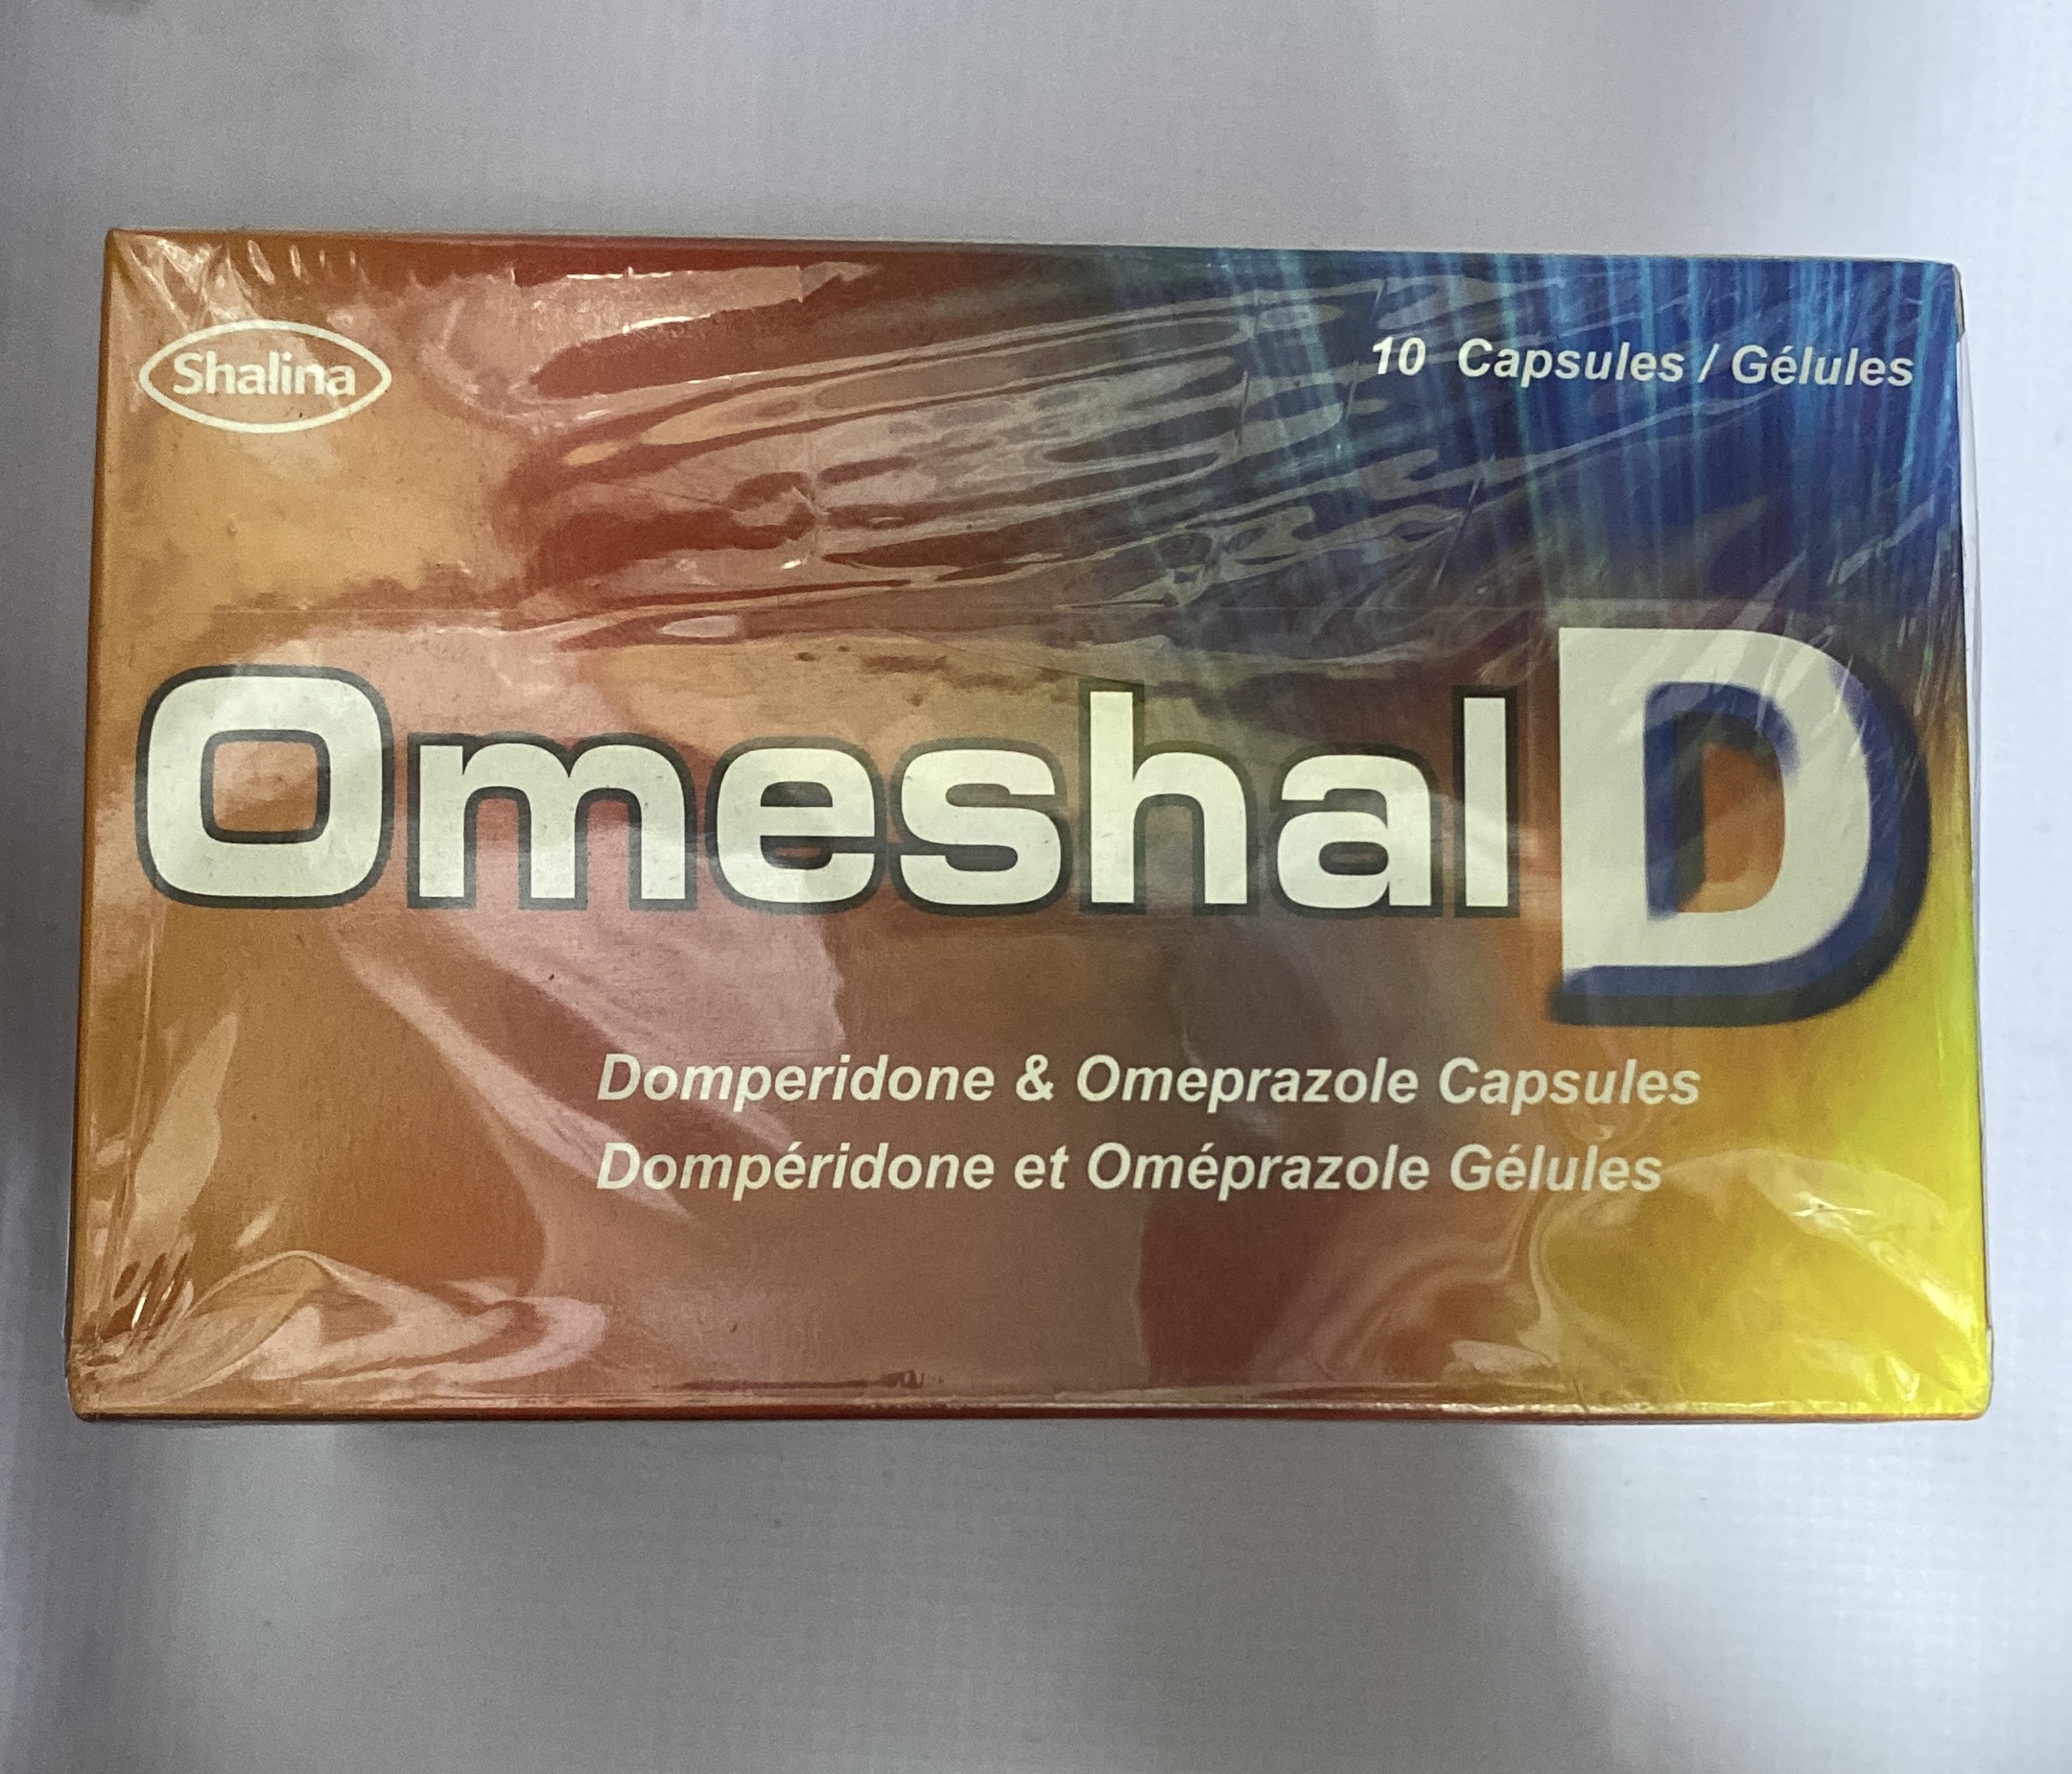 Shalina
10 Capsules / Gélules
Omeshal D
Domperidone & Omeprazole Capsules
Dompéridone et Oméprazole Gélules